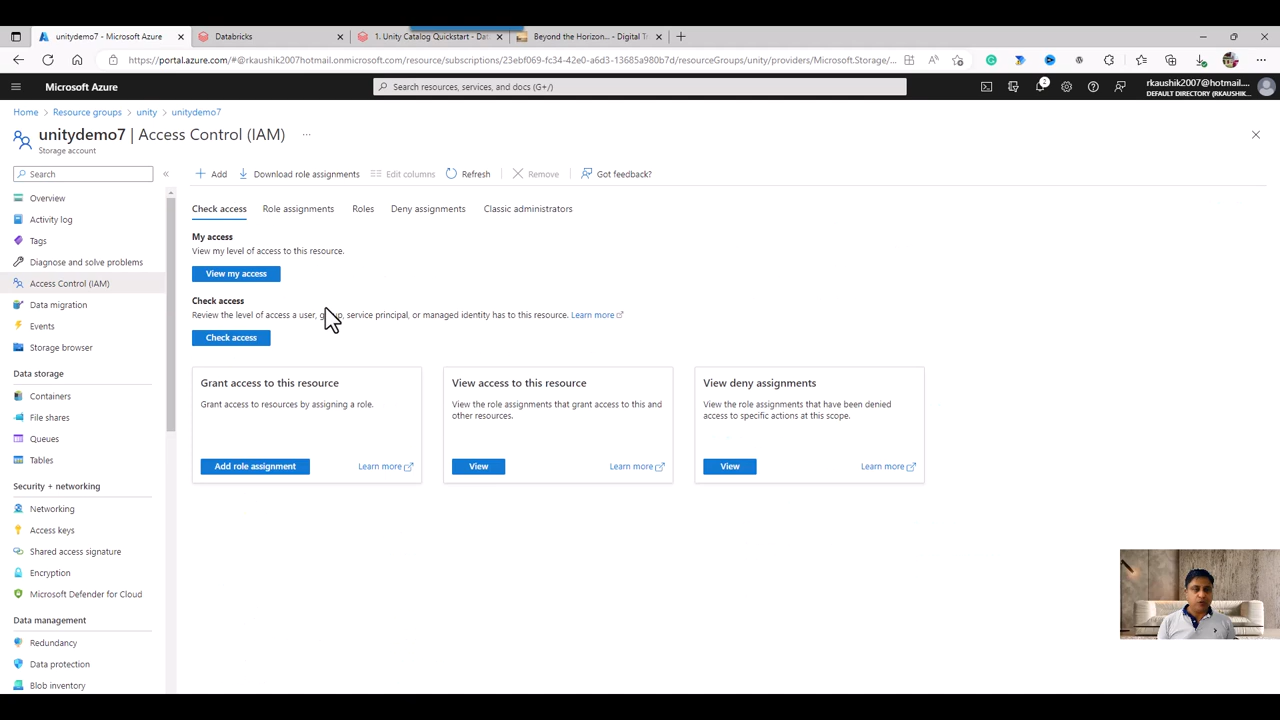 unitydemo7 - Microsoft Azure
Databricks
1. Unity Catalog Quickstart - Dat
Beyond the Horizon... - Digital Tr
https://portal.azure.com/#@rkaushik2007hotmail.onmicrosoft.com/resource/subscriptions/23ebf069-fc34-42e0-a6d3-13685a980b7d/resourceGroups/unity/providers/Microsoft.Storage/...
Microsoft Azure
Search resources, services, and docs (G+/)
2
rkaushik2007@hotmail....
DEFAULT DIRECTORY (RKAUSHIK...
Home
Resource groups
unity
unitydemo7
unitydemo7 | Access Control (IAM)
...
Storage account
Search
«
Add
Download role assignments
Edit columns
Refresh
Remove
Got feedback?
Overview
Activity log
Tags
Diagnose and solve problems
Access Control (IAM)
Data migration
Events
Storage browser
Data storage
Containers
File shares
Queues
Tables
Security + networking
Networking
Access keys
Shared access signature
Encryption
Microsoft Defender for Cloud
Data management
Redundancy
Data protection
Blob inventory
Check access
Role assignments
Roles
Deny assignments
Classic administrators
My access
View my level of access to this resource.
View my access
Check access
Review the level of access a user, group, service principal, or managed identity has to this resource. Learn more
Check access
Grant access to this resource
Grant access to resources by assigning a role.
Add role assignment
Learn more
View access to this resource
View the role assignments that grant access to this and
other resources.
View
Learn more
View deny assignments
View the role assignments that have been denied
access to specific actions at this scope.
View
Learn more